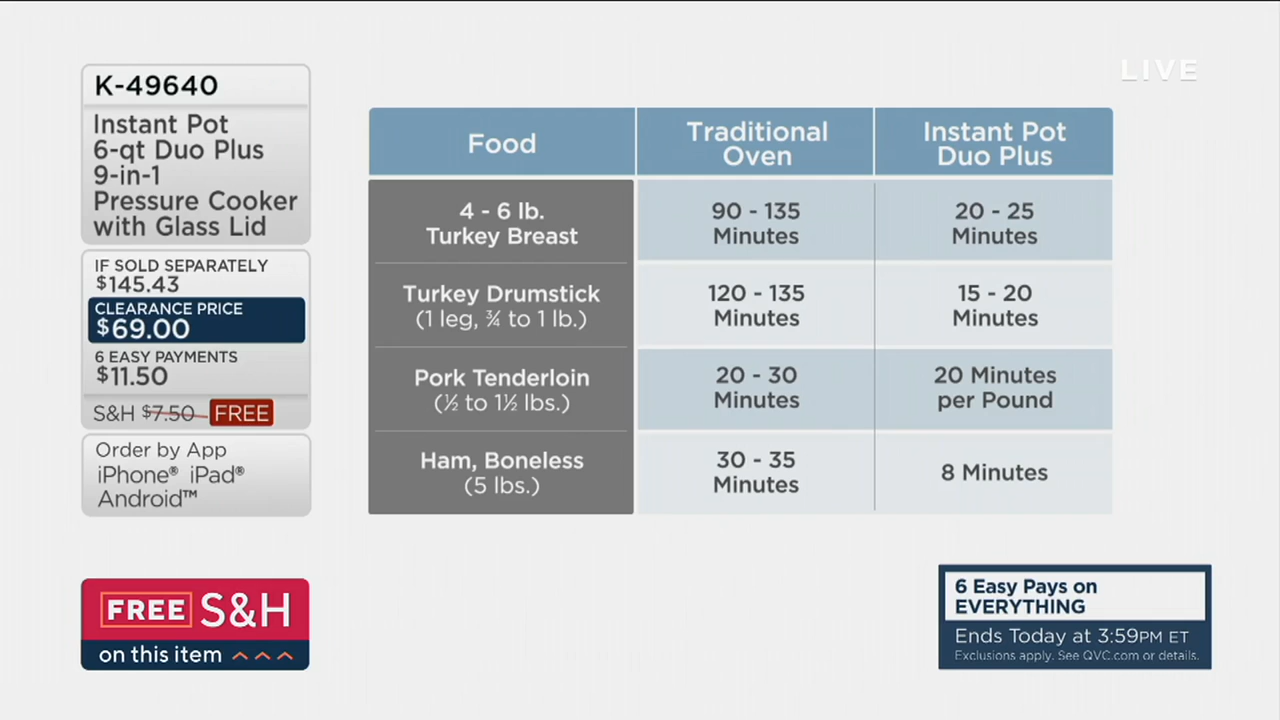 LIVE
K-49640
Instant Pot
6-qt Duo Plus
9-in-1
Pressure Cooker
with Glass Lid
IF SOLD SEPARATELY
$145.43
CLEARANCE PRICE
$69.00
6 EASY PAYMENTS
$11.50
S&H $7.50 FREE
Order by App
iPhone® iPad®
Android™
FREE S&H
on this item
Food
Traditional
Oven
Instant Pot
Duo Plus
4 - 6 lb.
Turkey Breast
90 - 135
Minutes
20 - 25
Minutes
Turkey Drumstick
(1 leg, ¾ to 1 lb.)
120 - 135
Minutes
15 - 20
Minutes
Pork Tenderloin
(½ to 1½ lbs.)
20 - 30
Minutes
20 Minutes
per Pound
Ham, Boneless
(5 lbs.)
30 - 35
Minutes
8 Minutes
6 Easy Pays on
EVERYTHING
Ends Today at 3:59PM ET
Exclusions apply. See QVC.com or details.